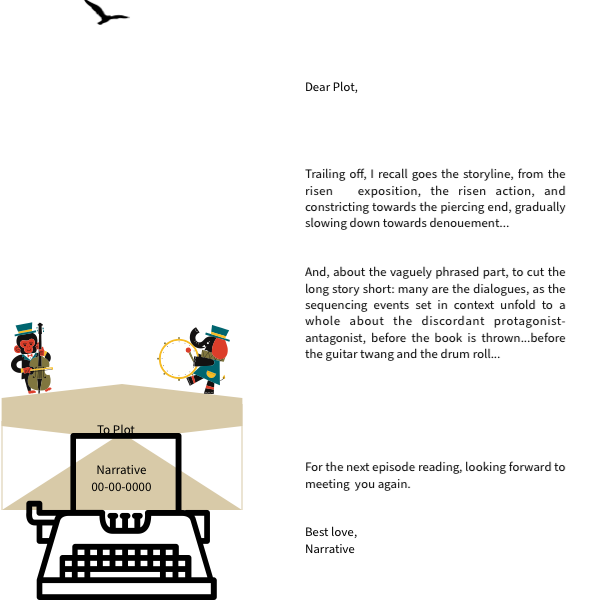 Dear Plot,
Trailing off, I recall goes the storyline, from the
risen exposition, the risen action, and
constricting towards the piercing end, gradually
slowing down towards denouement...
And, about the vaguely phrased part, to cut the
long story short: many are the dialogues, as the
sequencing events set in context unfold to a
whole about the discordant protagonist-
antagonist, before the book is thrown...before
the guitar twang and the drum roll...
For the next episode reading, looking forward to
meeting you again.
Best love,
Narrative
To Plot
Narrative
00-00-0000